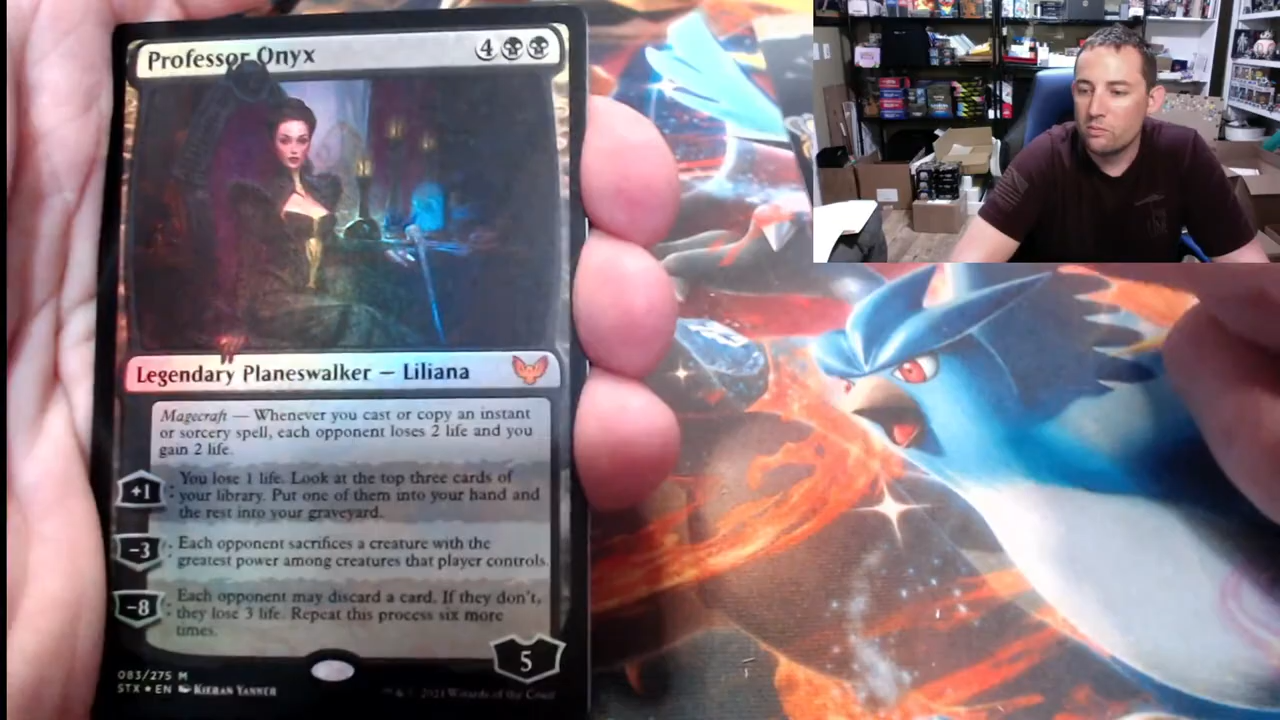 Professor Onyx 4
Legendary Planeswalker — Liliana
Magecraft — Whenever you cast or copy an instant
or sorcery spell, each opponent loses 2 life and you
gain 2 life.
+1: You lose 1 life. Look at the top three cards of
your library. Put one of them into your hand and
the rest into your graveyard.
−3: Each opponent sacrifices a creature with the
greatest power among creatures that player controls.
−8: Each opponent may discard a card. If they don't,
they lose 3 life. Repeat this process six more
times.
5
083/275 M
STX ★ EN Kieran Yanner
& © 2021 Wizards of the Coast